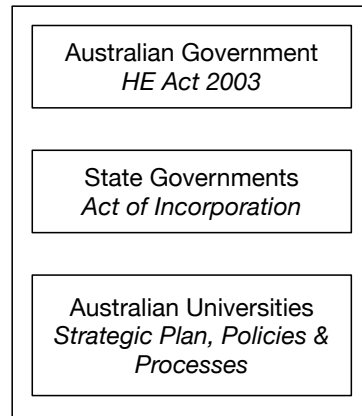 Australian Government
HE Act 2003
State Governments
Act of Incorporation
Australian Universities
Strategic Plan, Policies &
Processes